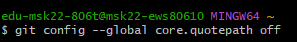 edu-msk22-806t@msk22-ews80610 MINGW64 ~
$ git config --global core.quotepath off